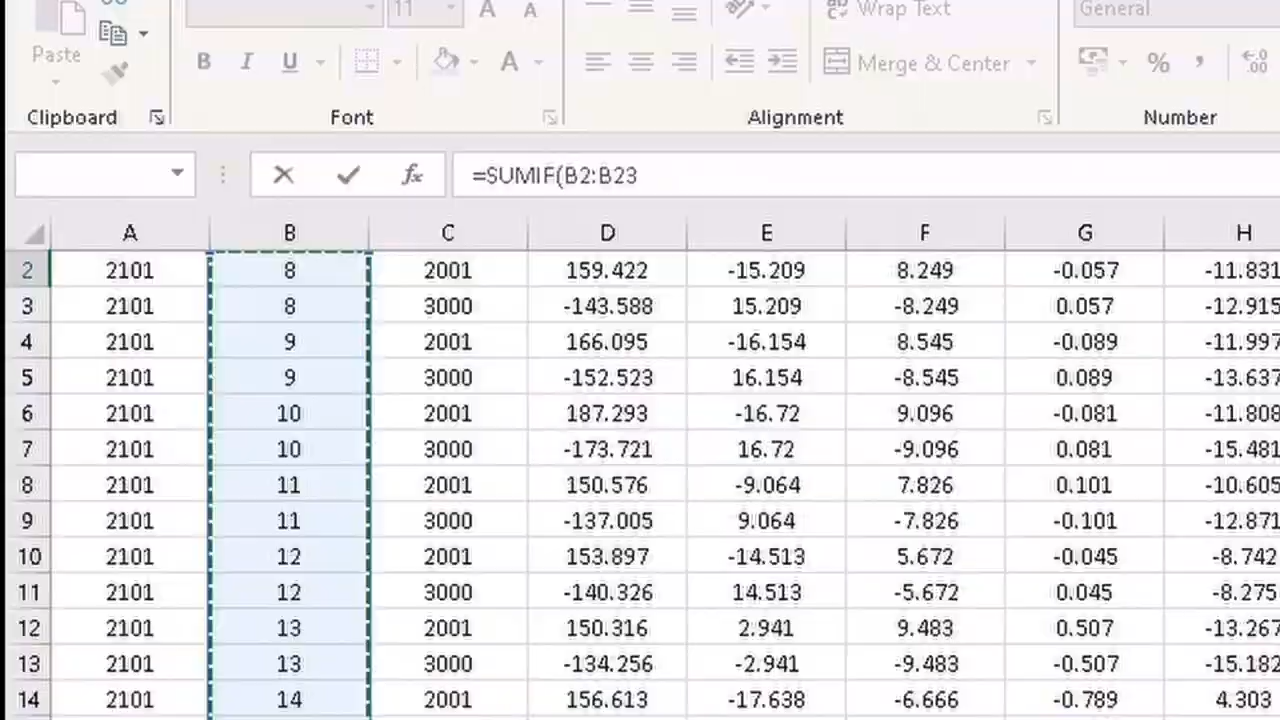 11 A A Wrap Text General
Paste B I U A Merge & Center % , .00
Clipboard Font Alignment Number
fx =SUMIF(B2:B23
A B C D E F G H
2 2101 8 2001 159.422 -15.209 8.249 -0.057 -11.831
3 2101 8 3000 -143.588 15.209 -8.249 0.057 -12.915
4 2101 9 2001 166.095 -16.154 8.545 -0.089 -11.997
5 2101 9 3000 -152.523 16.154 -8.545 0.089 -13.637
6 2101 10 2001 187.293 -16.72 9.096 -0.081 -11.808
7 2101 10 3000 -173.721 16.72 -9.096 0.081 -15.481
8 2101 11 2001 150.576 -9.064 7.826 0.101 -10.605
9 2101 11 3000 -137.005 9.064 -7.826 -0.101 -12.871
10 2101 12 2001 153.897 -14.513 5.672 -0.045 -8.742
11 2101 12 3000 -140.326 14.513 -5.672 0.045 -8.275
12 2101 13 2001 150.316 2.941 9.483 0.507 -13.267
13 2101 13 3000 -134.256 -2.941 -9.483 -0.507 -15.182
14 2101 14 2001 156.613 -17.638 -6.666 -0.789 4.303